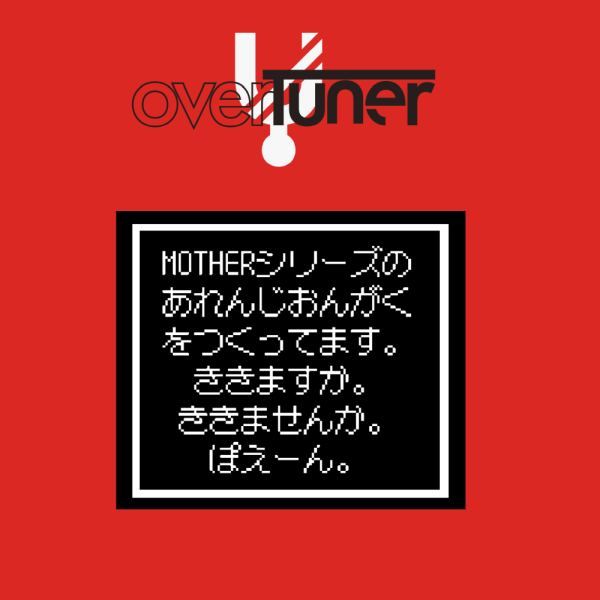 overTuner
MOTHERシリーズの
あれんじおんがく
をつくってます。
ききますか。
ききませんか。
ぽえーん。